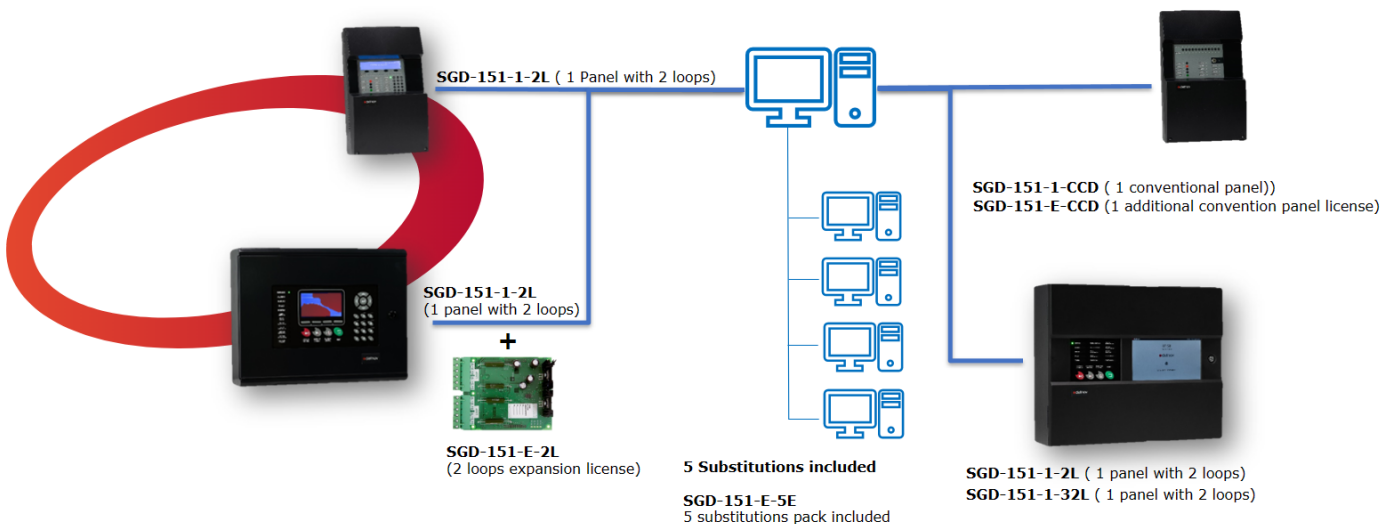 SGD-151-1-2L ( 1 Panel with 2 loops)
SGD-151-1-2L
(1 panel with 2 loops)
+
SGD-151-E-2L
(2 loops expansion license)
5 Substitutions included
SGD-151-E-5E
5 substitutions pack included
SGD-151-1-CCD ( 1 conventional panel))
SGD-151-E-CCD (1 additional convention panel license)
SGD-151-1-2L ( 1 panel with 2 loops)
SGD-151-1-32L ( 1 panel with 2 loops)